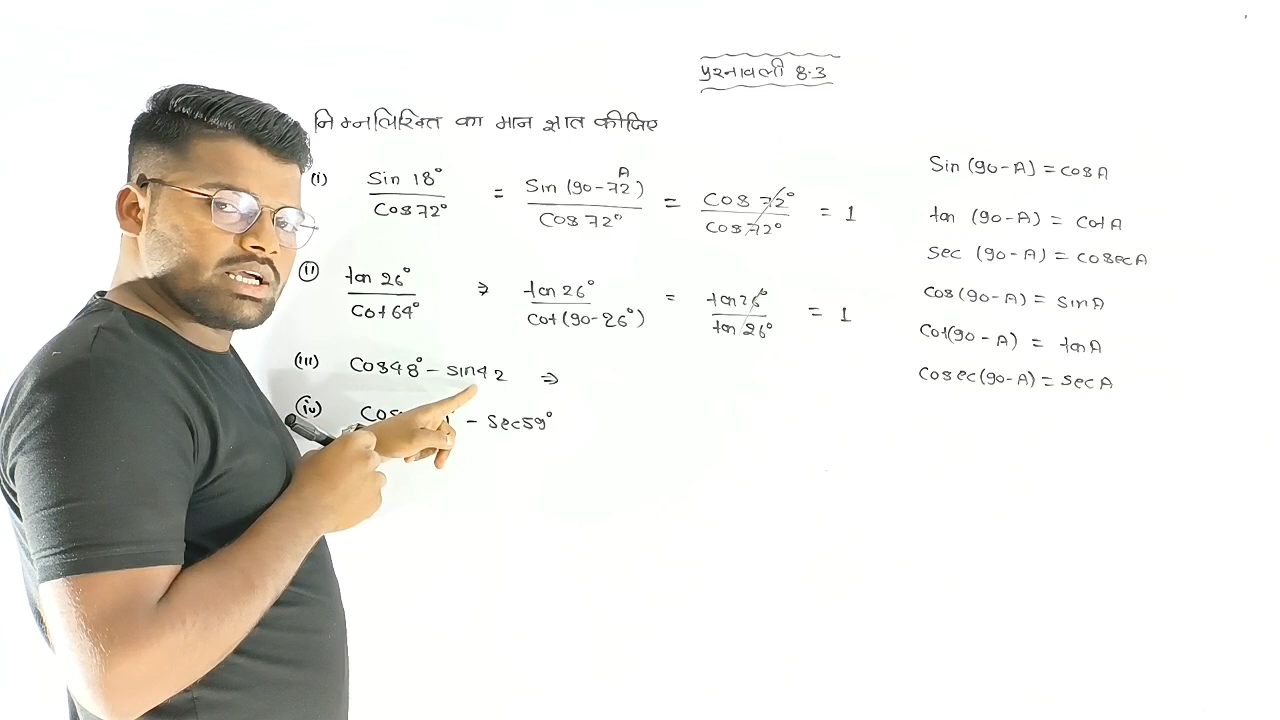 प्रश्नावली 8.3
निम्नलिखित का मान ज्ञात कीजिए
(i) Sin 18° / Cos 72° = Sin (90-72) / Cos 72° = Cos 72° / Cos 72° = 1
A
(ii) tan 26° / Cot 64° ⇒ tan 26° / Cot (90-26°) = tan 26° / tan 26° = 1
(iii) Cos 48° - sin 42 ⇒
(iv) - Sec 59°
Sin (90-A) = cos A
tan (90-A) = Cot A
Sec (90-A) = cosec A
Cos (90-A) = sin A
Cot (90-A) = tan A
Cosec (90-A) = sec A